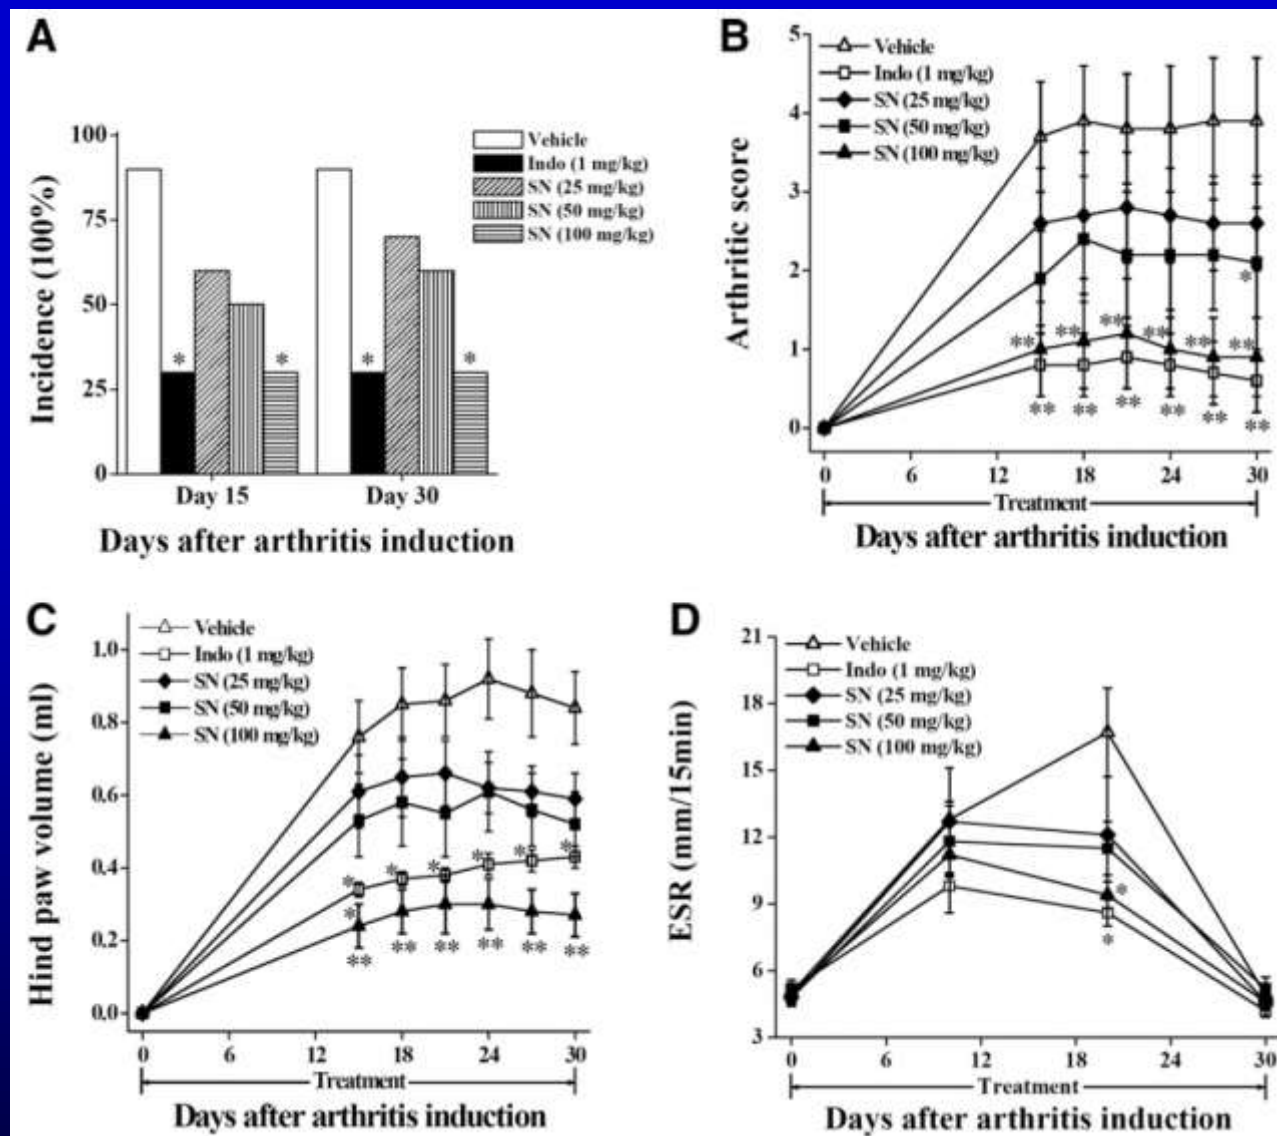 A
100
75
50
25
0
Incidence (100%)
Vehicle
Indo (1 mg/kg)
SN (25 mg/kg)
SN (50 mg/kg)
SN (100 mg/kg)
* * * *
Day 15 Day 30
Days after arthritis induction
B
5
4
3
2
1
0
Arthritic score
Vehicle
Indo (1 mg/kg)
SN (25 mg/kg)
SN (50 mg/kg)
SN (100 mg/kg)
*
** ** ** ** ** **
** ** ** ** ** **
0 6 12 18 24 30
Treatment
Days after arthritis induction
C
1.0
0.8
0.6
0.4
0.2
0.0
Hind paw volume (ml)
Vehicle
Indo (1 mg/kg)
SN (25 mg/kg)
SN (50 mg/kg)
SN (100 mg/kg)
* * * * * *
*
** ** ** ** ** **
0 6 12 18 24 30
Treatment
Days after arthritis induction
D
21
18
15
12
9
6
3
ESR (mm/15min)
Vehicle
Indo (1 mg/kg)
SN (25 mg/kg)
SN (50 mg/kg)
SN (100 mg/kg)
*
*
0 6 12 18 24 30
Treatment
Days after arthritis induction